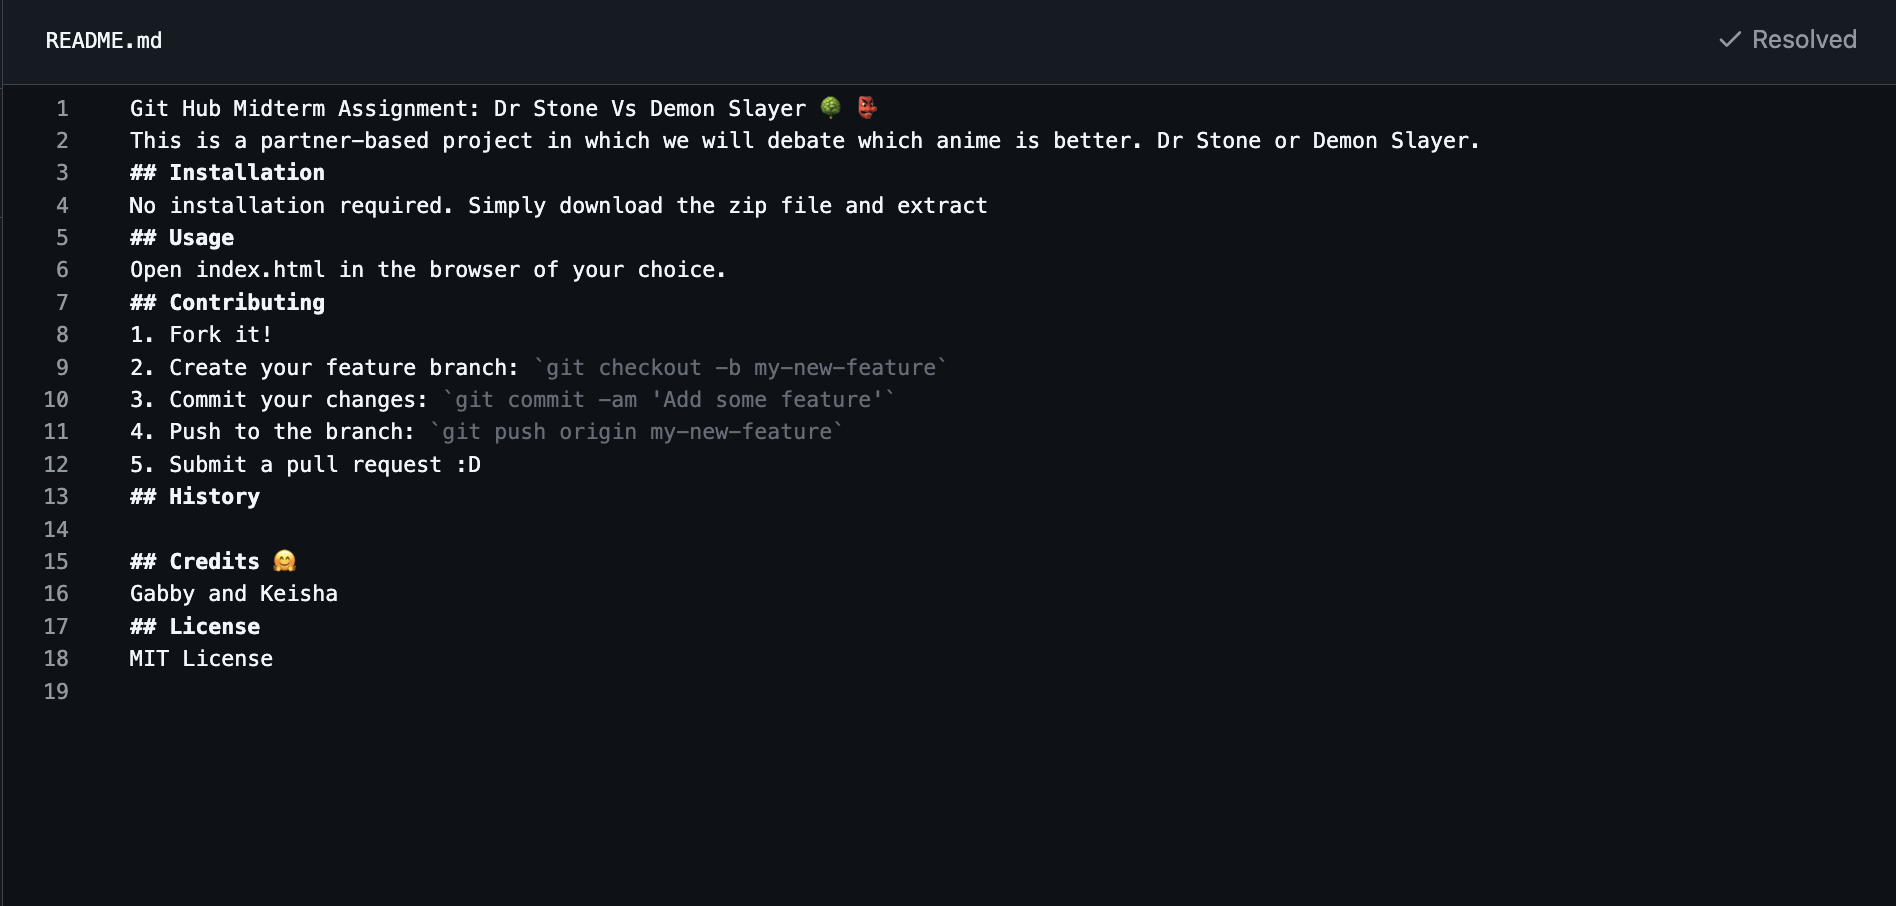 README.md
✓ Resolved
1 Git Hub Midterm Assignment: Dr Stone Vs Demon Slayer 🌳 👺
2 This is a partner-based project in which we will debate which anime is better. Dr Stone or Demon Slayer.
3 ## Installation
4 No installation required. Simply download the zip file and extract
5 ## Usage
6 Open index.html in the browser of your choice.
7 ## Contributing
8 1. Fork it!
9 2. Create your feature branch: `git checkout -b my-new-feature`
10 3. Commit your changes: `git commit -am 'Add some feature'`
11 4. Push to the branch: `git push origin my-new-feature`
12 5. Submit a pull request :D
13 ## History
14
15 ## Credits 🤗
16 Gabby and Keisha
17 ## License
18 MIT License
19